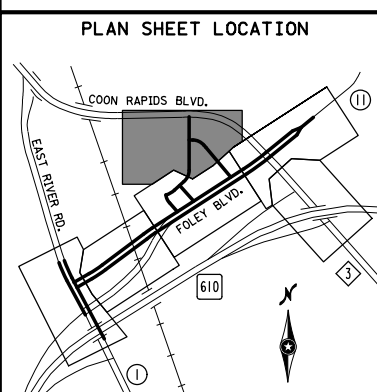 PLAN SHEET LOCATION
COON RAPIDS BLVD.
11
EAST RIVER RD.
FOLEY BLVD.
610
3
N
1